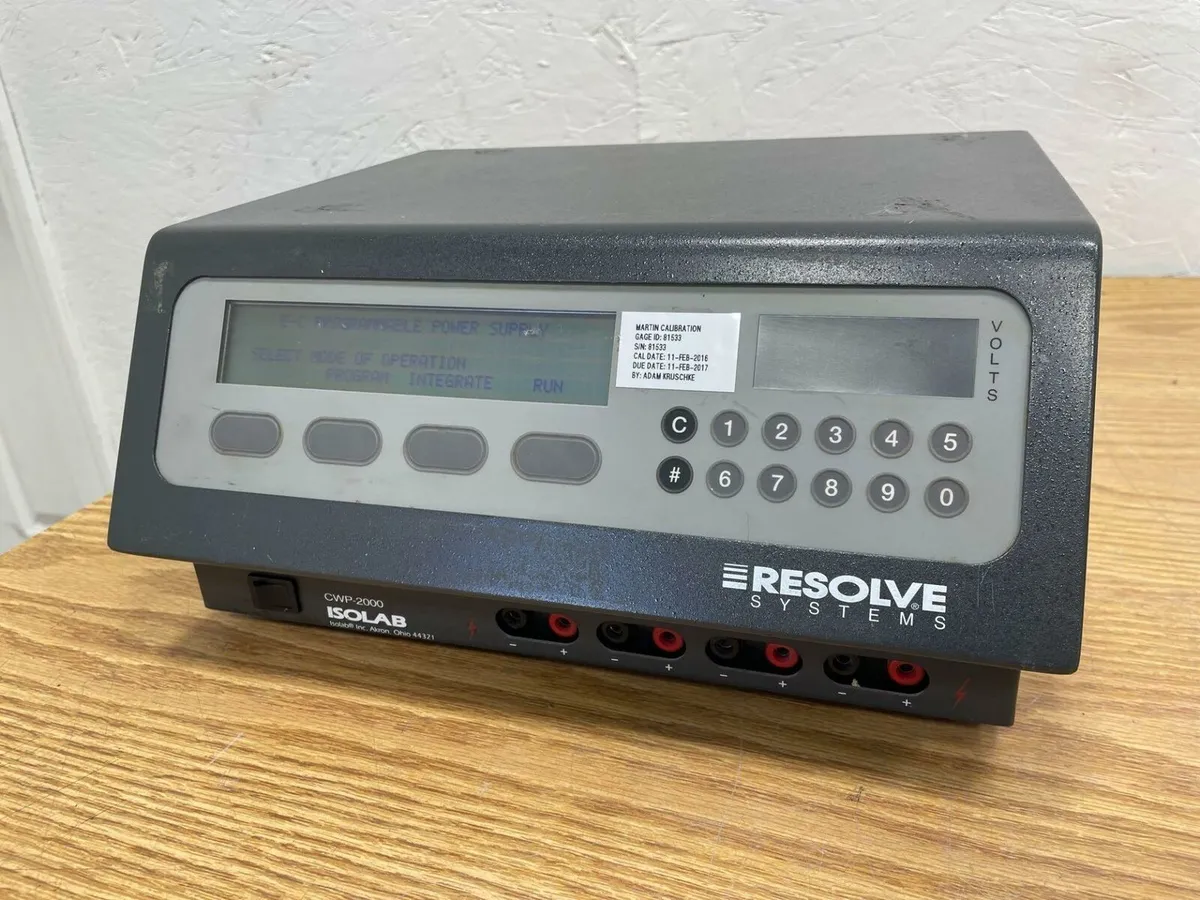 E-C PROGRAMMABLE POWER SUPPLY
SELECT MODE OF OPERATION
PROGRAM INTEGRATE RUN
MARTIN CALIBRATION
GAGE ID: 81533
S/N: 81533
CAL DATE: 11-FEB-2016
DUE DATE: 11-FEB-2017
BY: ADAM KRUSCHKE
VOLTS
C 1 2 3 4 5
# 6 7 8 9 0
RESOLVE®
SYSTEMS
CWP-2000
ISOLAB
Isolab® Inc. Akron, Ohio 44321
− + − + − + − +